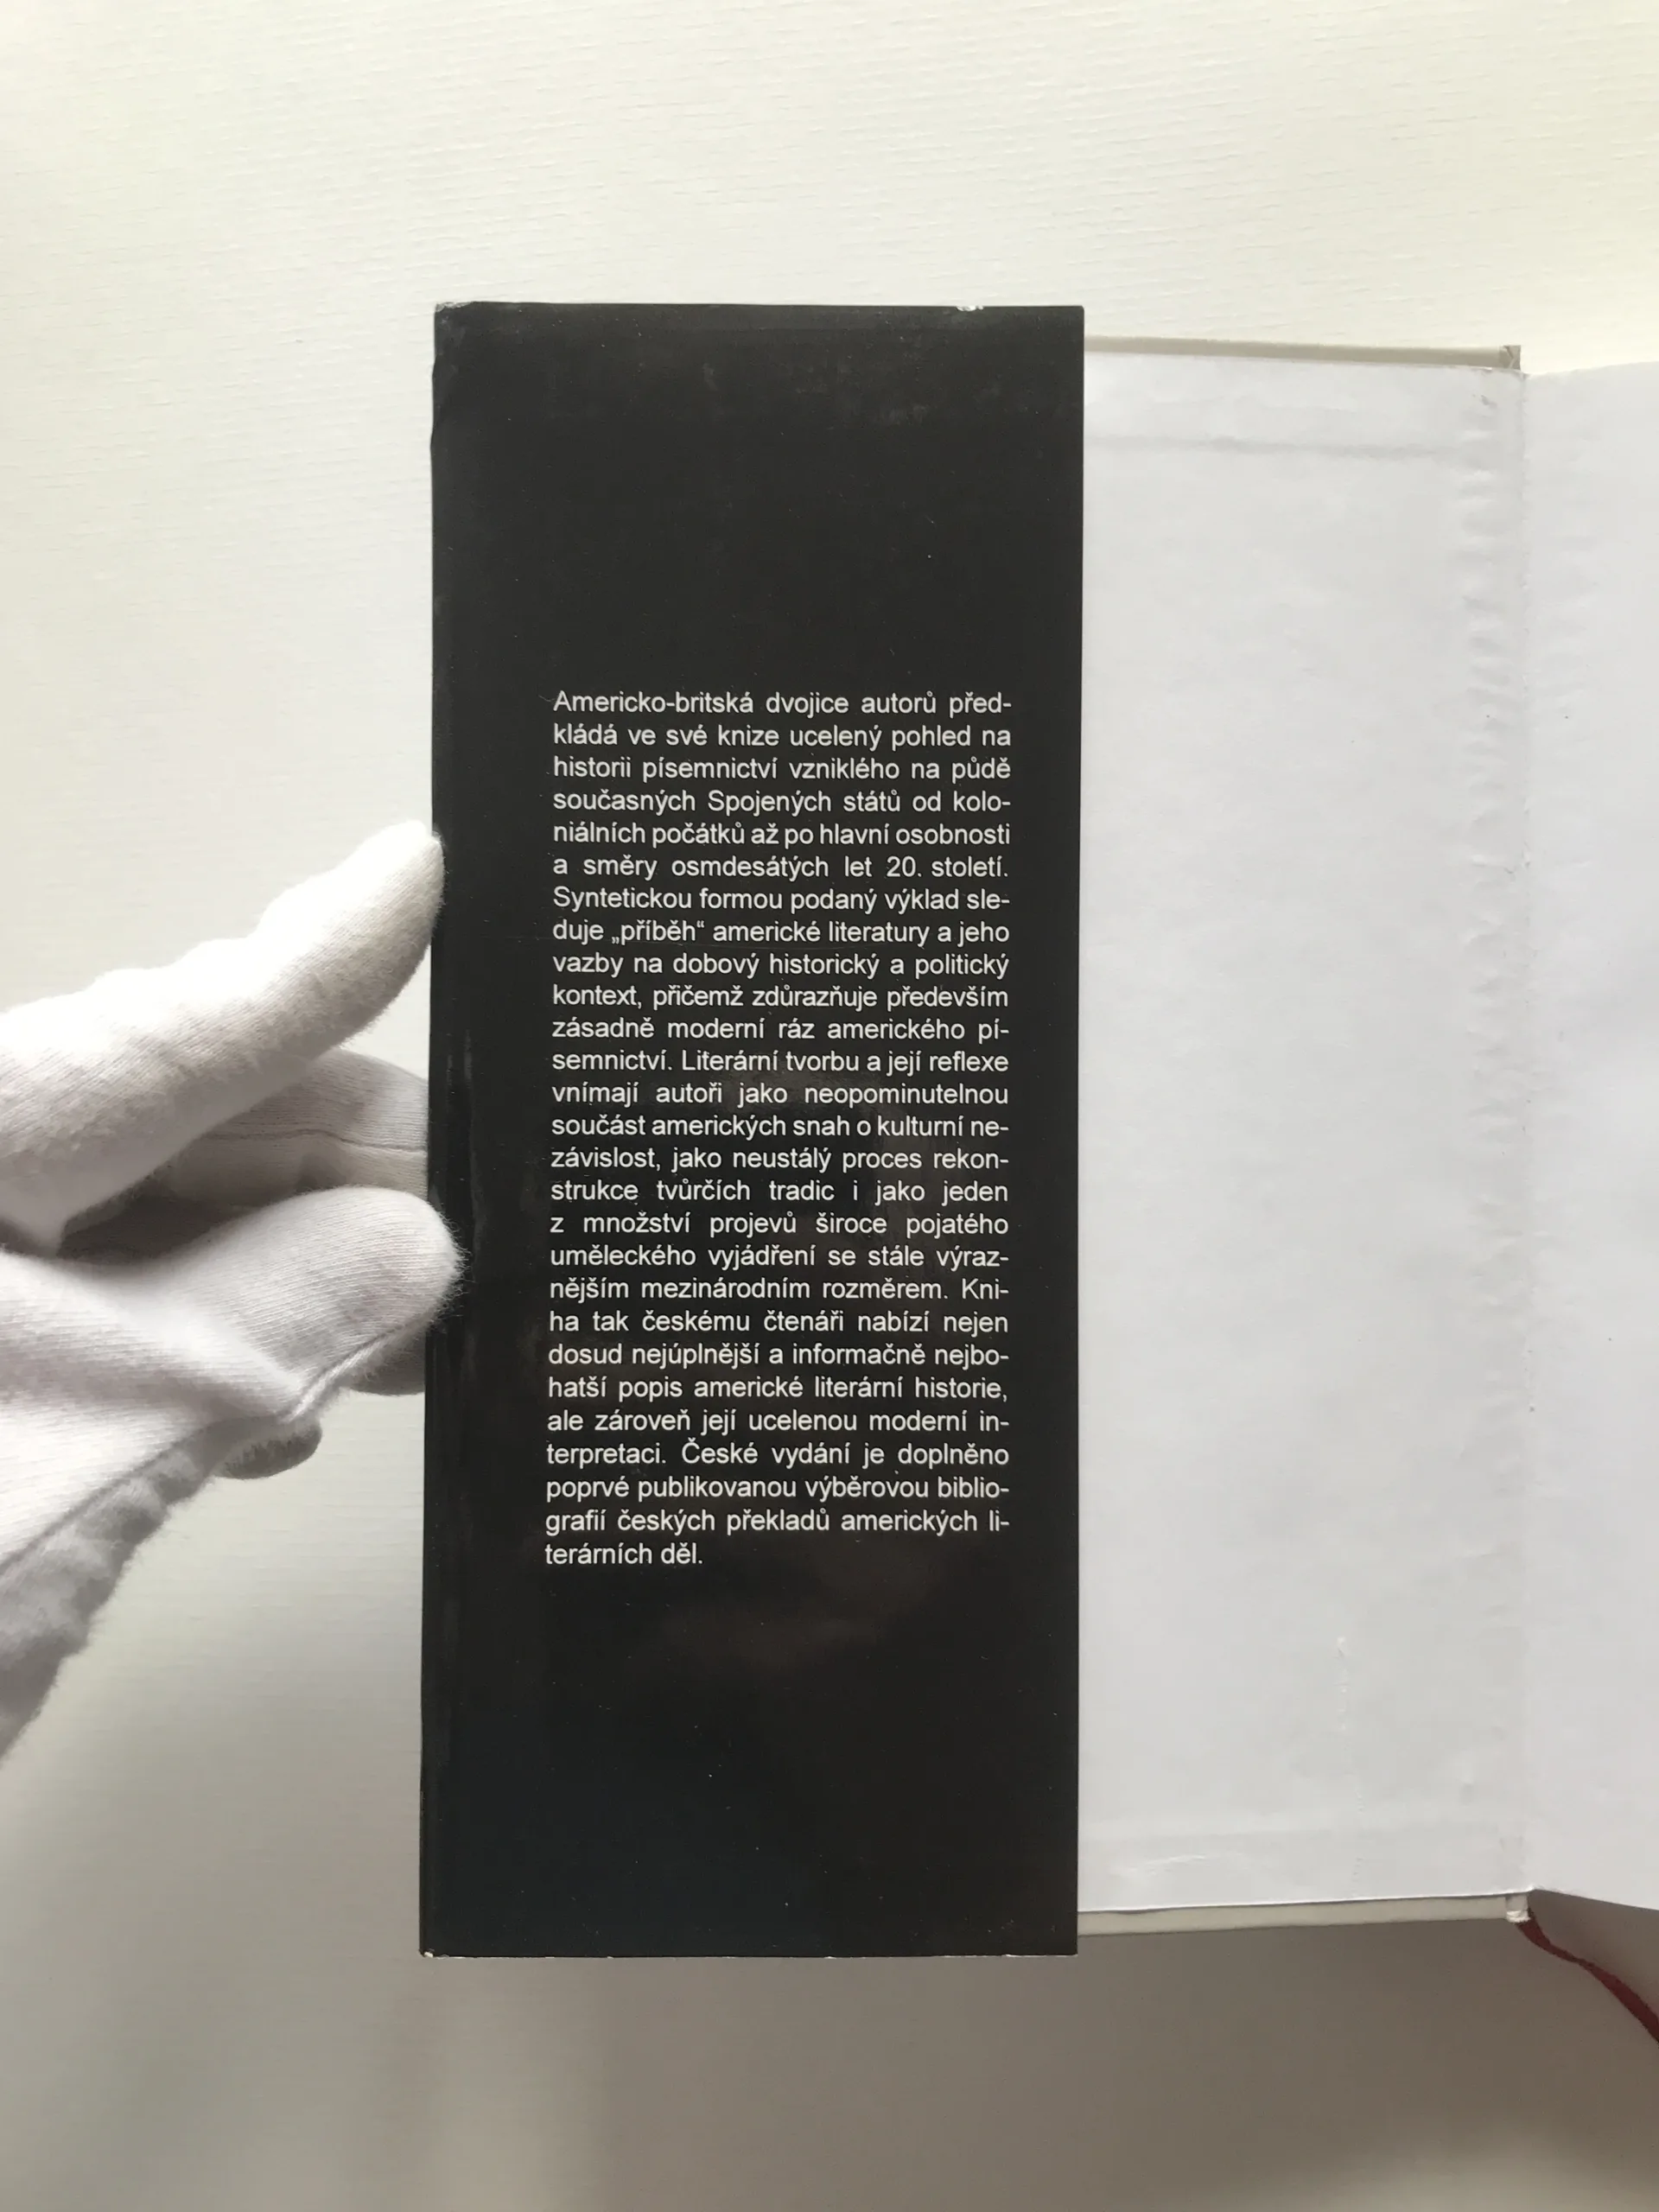 Americko-britská dvojice autorů před-
kládá ve své knize ucelený pohled na
historii písemnictví vzniklého na půdě
současných Spojených států od kolo-
niálních počátků až po hlavní osobnosti
a směry osmdesátých let 20. století.
Syntetickou formou podaný výklad sle-
duje „příběh“ americké literatury a jeho
vazby na dobový historický a politický
kontext, přičemž zdůrazňuje především
zásadně moderní ráz amerického pí-
semnictví. Literární tvorbu a její reflexe
vnímají autoři jako neopominutelnou
součást amerických snah o kulturní ne-
závislost, jako neustálý proces rekon-
strukce tvůrčích tradic i jako jeden
z množství projevů široce pojatého
uměleckého vyjádření se stále výraz-
nějším mezinárodním rozměrem. Kni-
ha tak českému čtenáři nabízí nejen
dosud nejúplnější a informačně nejbo-
hatší popis americké literární historie,
ale zároveň její ucelenou moderní in-
terpretaci. České vydání je doplněno
poprvé publikovanou výběrovou biblio-
grafií českých překladů amerických li-
terárních děl.